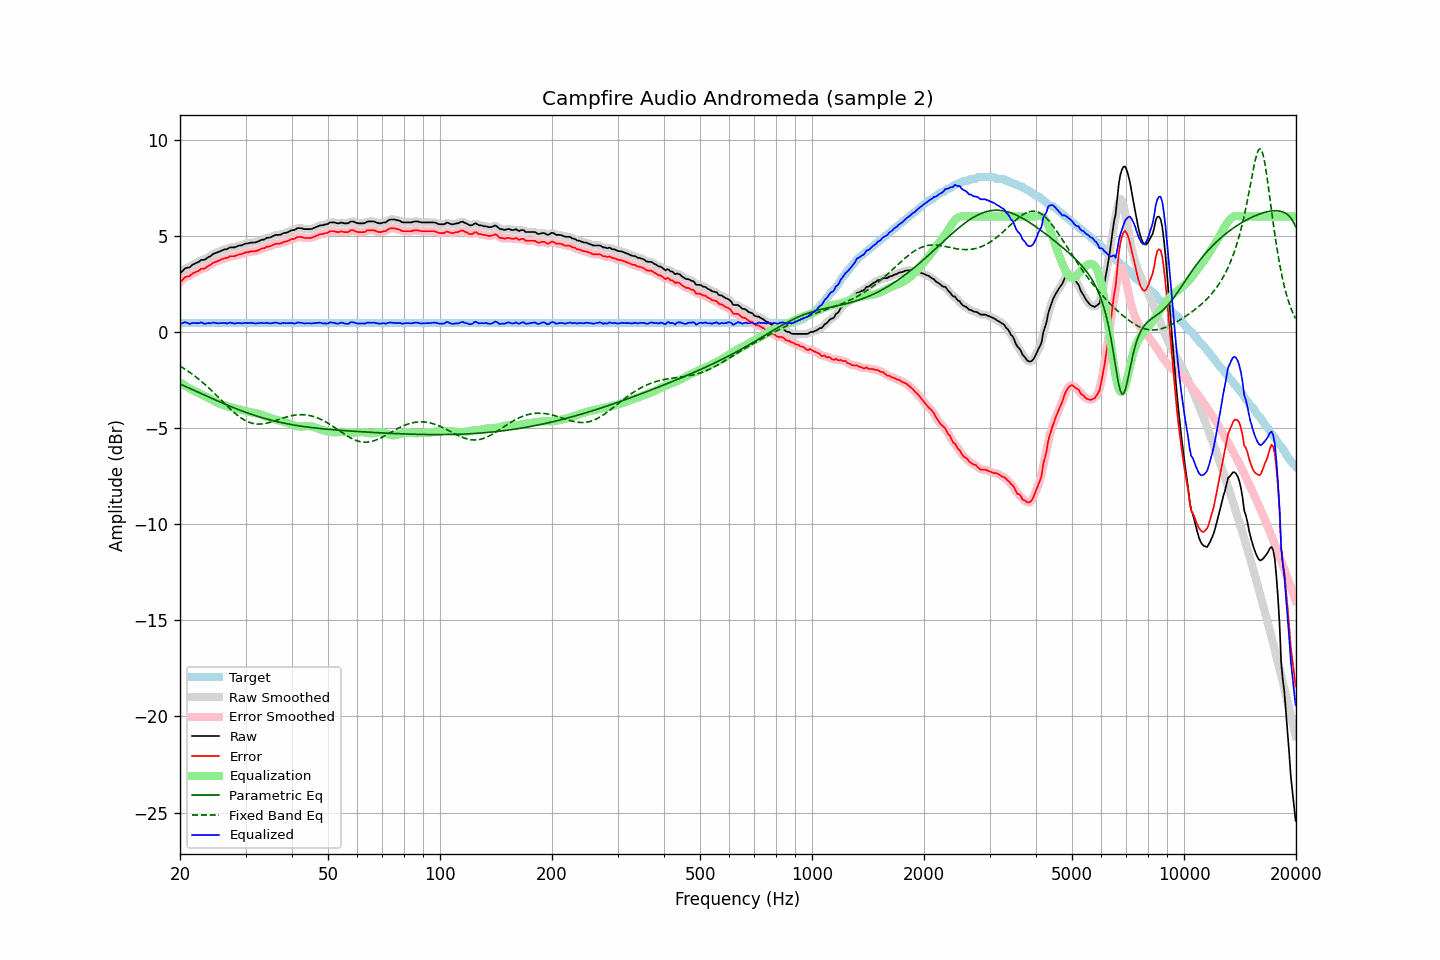 Campfire Audio Andromeda (sample 2)
10
5
0
−5
−10
−15
−20
−25
Amplitude (dBr)
Target
Raw Smoothed
Error Smoothed
Raw
Error
Equalization
Parametric Eq
Fixed Band Eq
Equalized
20 50 100 200 500 1000 2000 5000 10000 20000
Frequency (Hz)